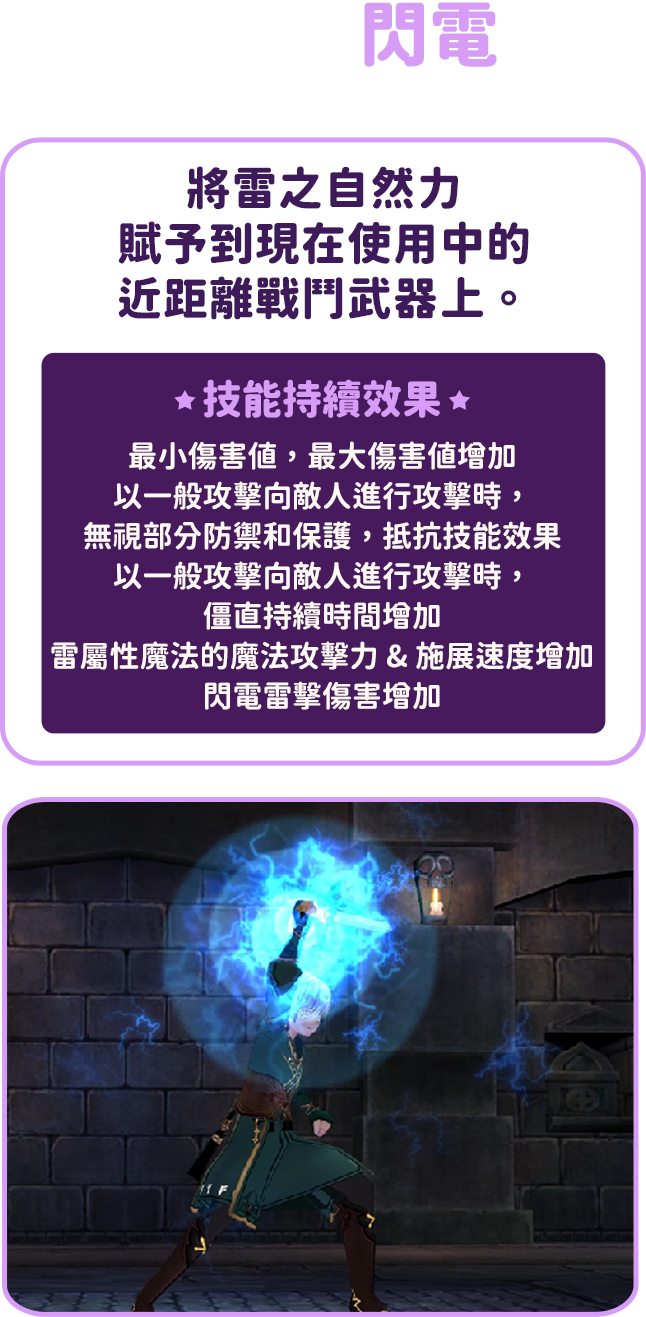 閃電
將雷之自然力
賦予到現在使用中的
近距離戰鬥武器上。
★技能持續效果★
最小傷害值,最大傷害值增加
以一般攻擊向敵人進行攻擊時,
無視部分防禦和保護,抵抗技能效果
以一般攻擊向敵人進行攻擊時,
僵直持續時間增加
雷屬性魔法的魔法攻擊力 & 施展速度增加
閃電雷擊傷害增加